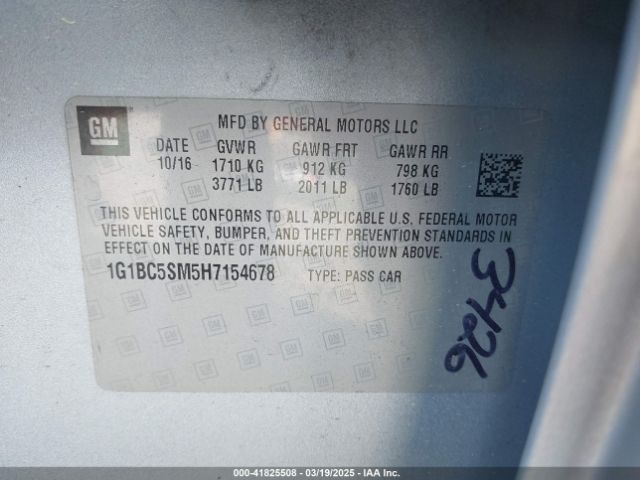 GM
MFD BY GENERAL MOTORS LLC
DATE GVWR GAWR FRT GAWR RR
10/16 1710 KG 912 KG 798 KG
3771 LB 2011 LB 1760 LB
THIS VEHICLE CONFORMS TO ALL APPLICABLE U.S. FEDERAL MOTOR
VEHICLE SAFETY, BUMPER, AND THEFT PREVENTION STANDARDS IN
EFFECT ON THE DATE OF MANUFACTURE SHOWN ABOVE.
1G1BC5SM5H7154678 TYPE: PASS CAR
3426
000-41825508 — 03/19/2025 — IAA Inc.